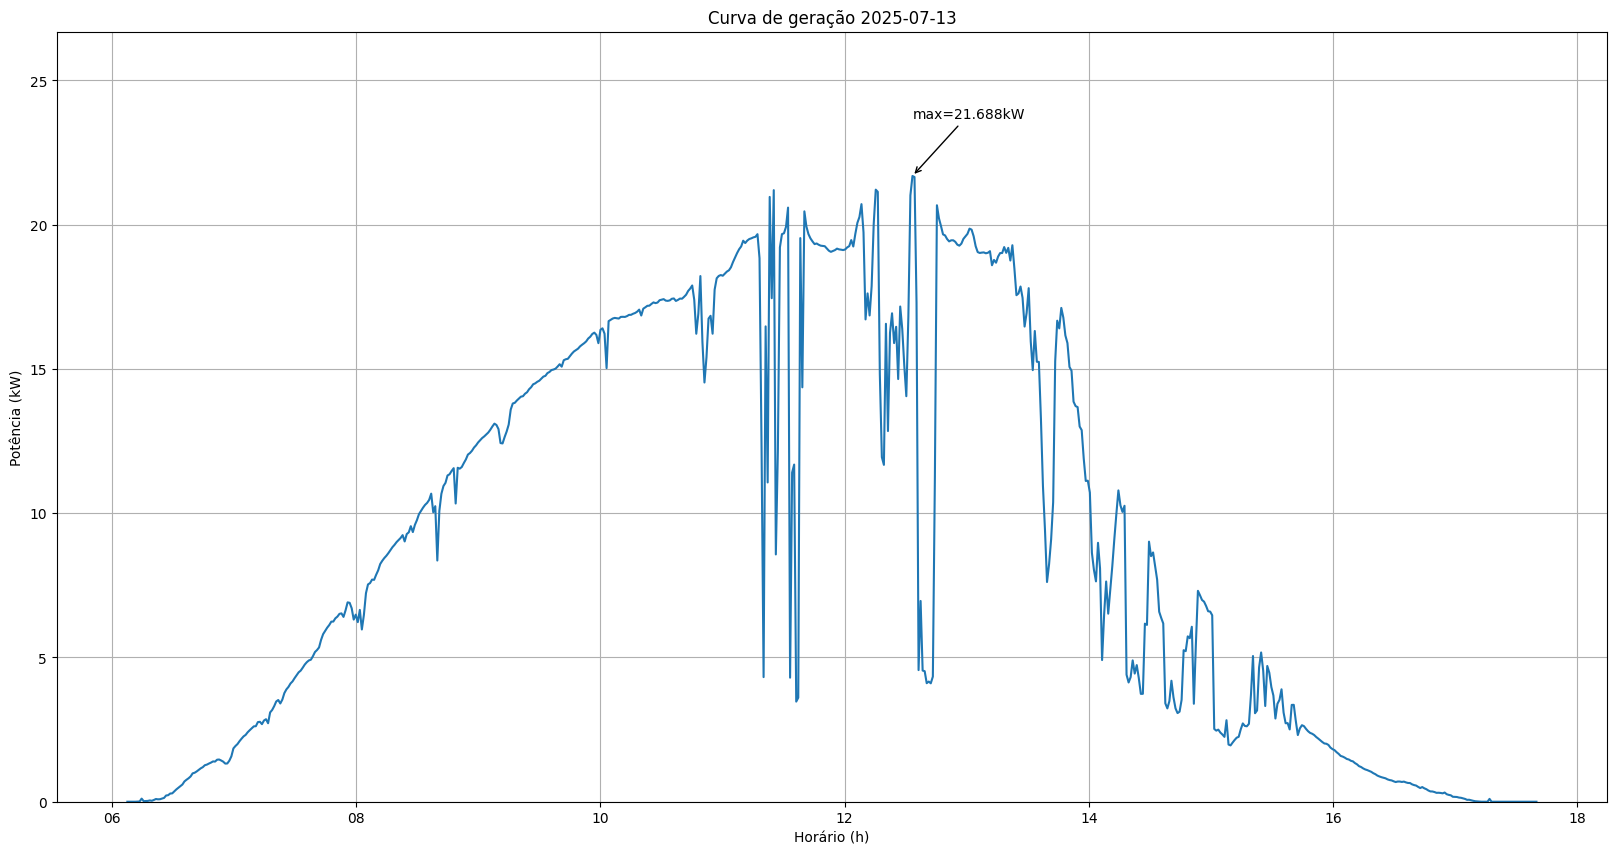 Curva de geração 2025-07-13
25
max=21.688kW
20
15
Potência (kW)
10
5
0
06 08 10 12 14 16 18
Horário (h)